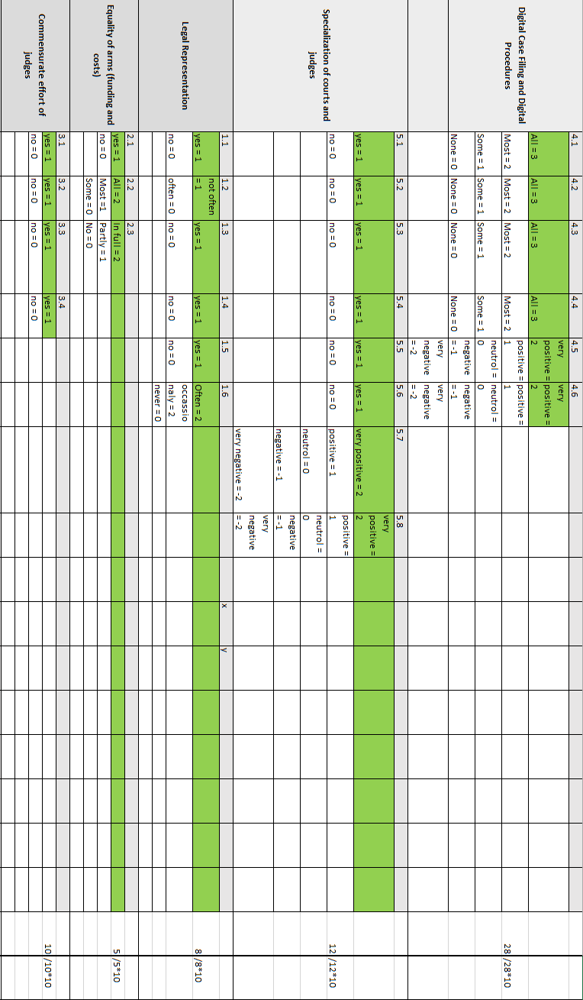 Digital Case Filing and Digital
Procedures
4.1 4.2 4.3 4.4 4.5 4.6
very very
positive = positive =
All = 3 All = 3 All = 3 All = 3 2 2
positive = positive =
Most = 2 Most = 2 Most = 2 Most = 2 1 1
28 /28*10
neutrol = neutrol =
Some = 1 Some = 1 Some = 1 Some = 1 0 0
negative negative
None = 0 None = 0 None = 0 None = 0 = -1 = -1
very very
negative negative
= -2 = -2
Specialization of courts and
judges
5.1 5.2 5.3 5.4 5.5 5.6 5.7 5.8
very
positive =
yes = 1 yes = 1 yes = 1 yes = 1 yes = 1 yes = 1 very positive = 2 2
positive =
no = 0 no = 0 no = 0 no = 0 no = 0 no = 0 positive = 1 1
12 /12*10
neutrol =
neutrol = 0 0
negative
negative = -1 = -1
very
negative
very negative = -2 = -2
Legal Representation
1.1 1.2 1.3 1.4 1.5 1.6 x y
not often
yes = 1 = 1 yes = 1 yes = 1 yes = 1 Often = 2
8 /8*10
occassio
no = 0 often = 0 no = 0 no = 0 no = 0 naly = 2
never = 0
Equality of arms (funding and
costs)
2.1 2.2 2.3
yes = 1 All = 2 In full = 2
5 /5*10
no = 0 Most =1 Partly = 1
Some = 0 No = 0
Commensurate effort of
judges
3.1 3.2 3.3 3.4
yes = 1 yes = 1 yes = 1 yes = 1
10 /10*10
no = 0 no = 0 no = 0 no = 0